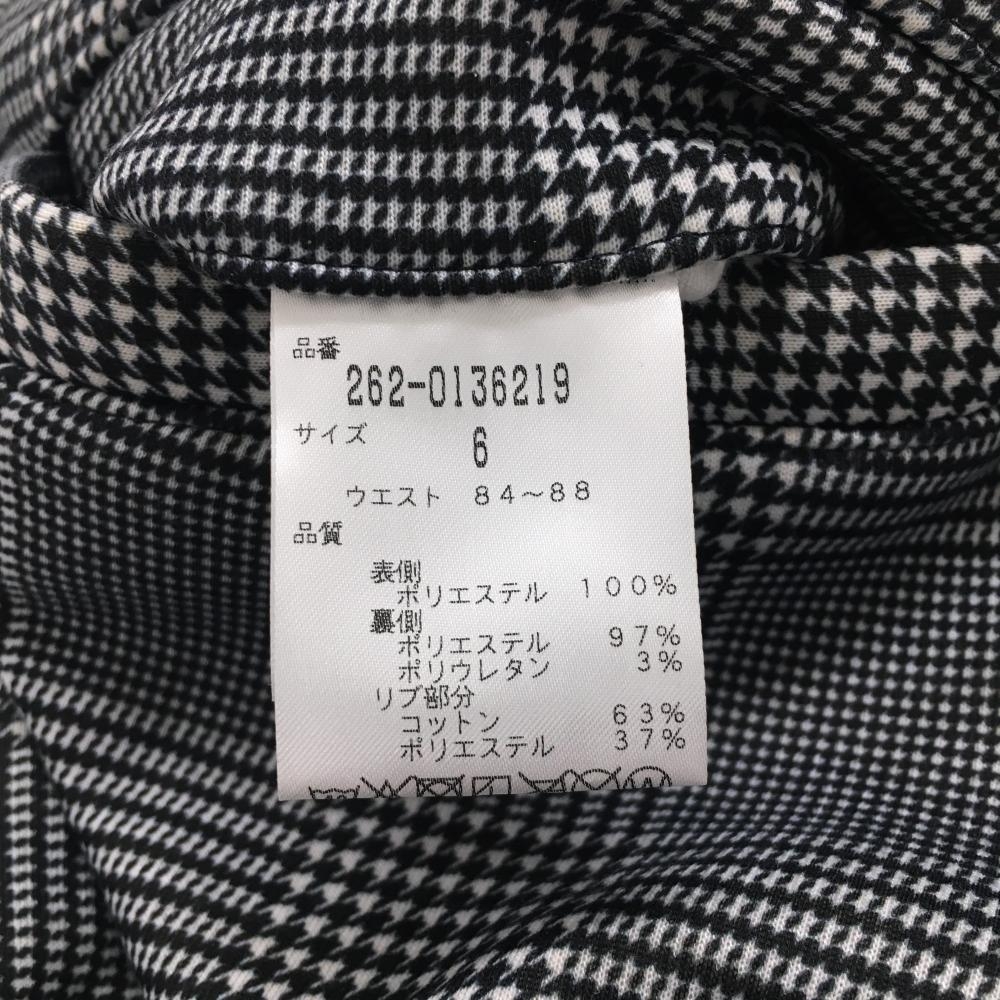 品番
262-0136219
サイズ 6
ウエスト 84～88
品質
表側
ポリエステル 100%
裏側
ポリエステル 97%
ポリウレタン 3%
リブ部分
コットン 63%
ポリエステル 37%